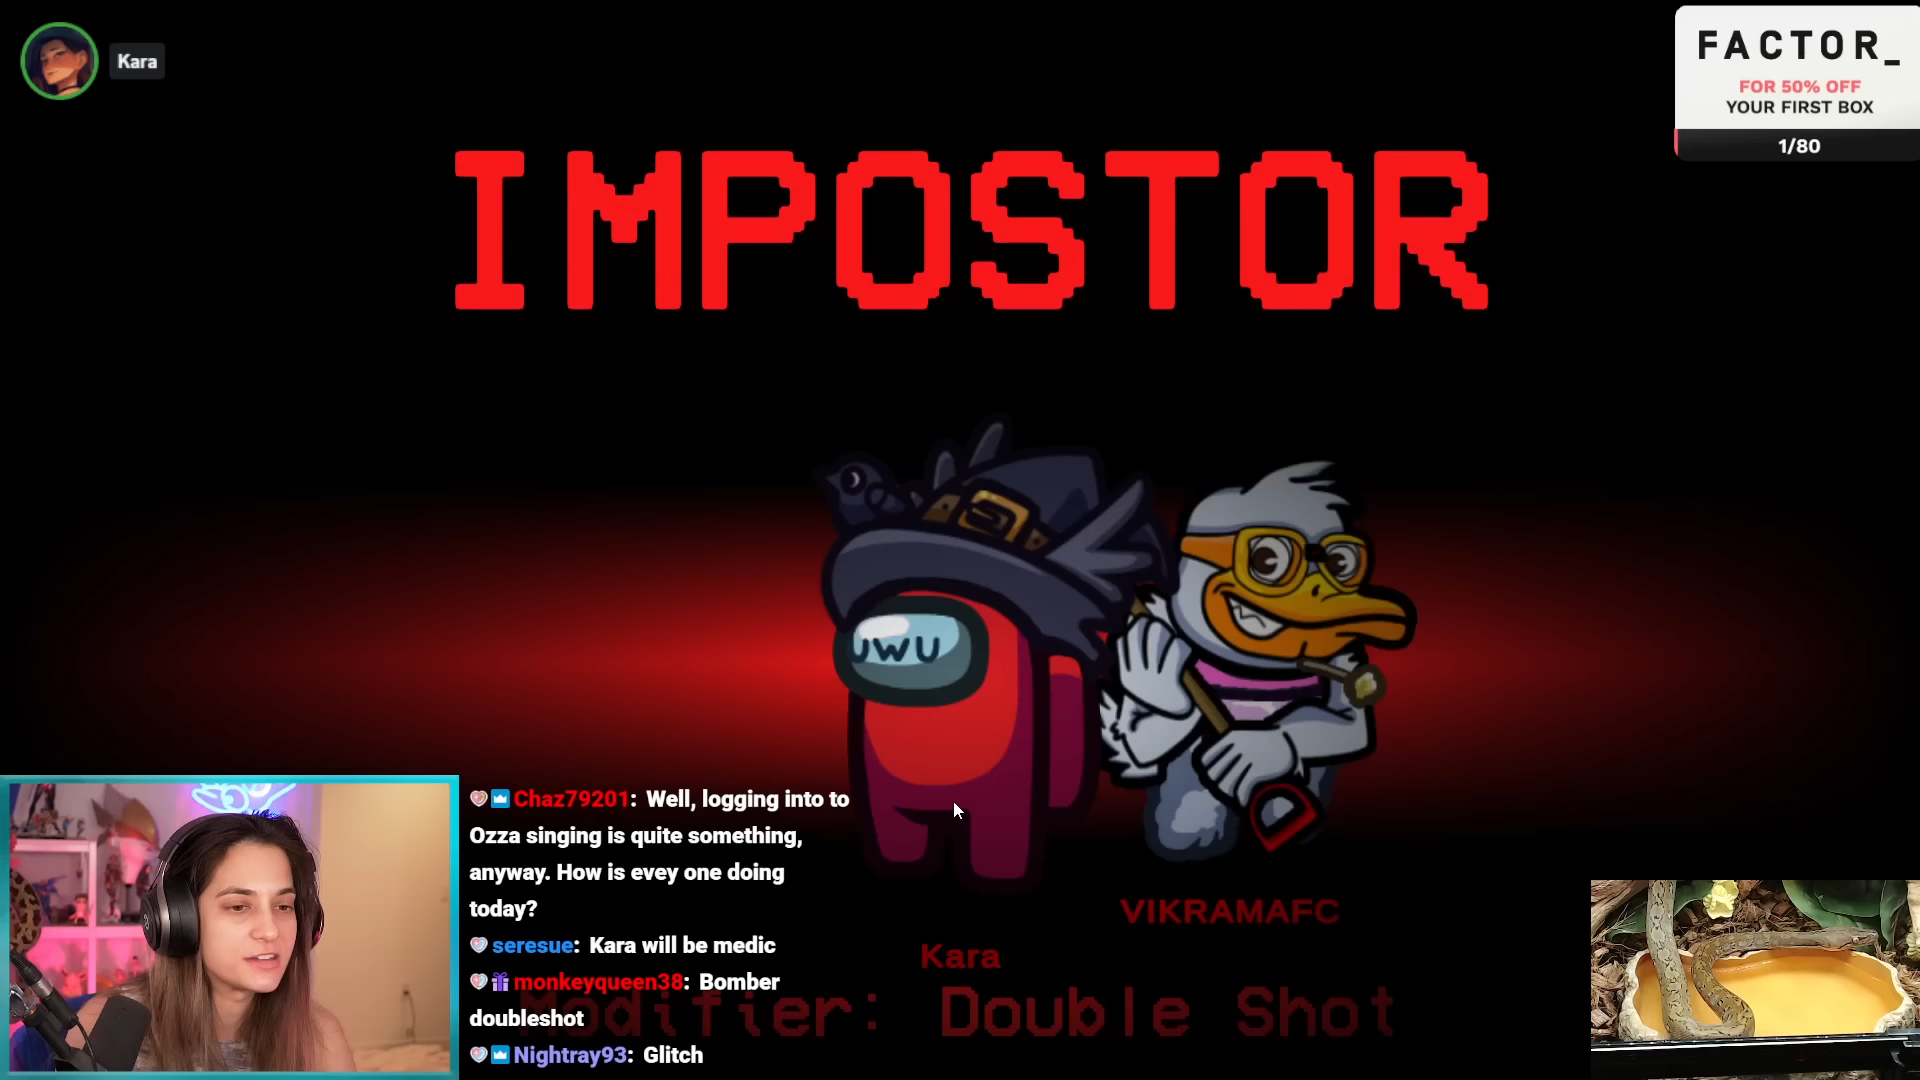 Kara
FACTOR_
FOR 50% OFF
YOUR FIRST BOX
1/80
IMPOSTOR
UWU
VIKRAMAFC
Kara
Modifier: Double Shot
Chaz79201: Well, logging into to
Ozza singing is quite something,
anyway. How is evey one doing
today?
seresue: Kara will be medic
monkeyqueen38: Bomber
doubleshot
Nightray93: Glitch